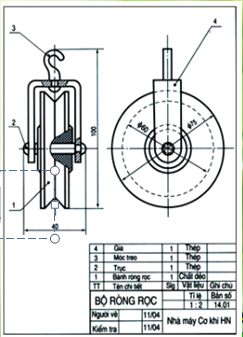 3
4
2
1
100
40
Φ60
Φ75
4 Giá 1 Thép
3 Móc treo 1 Thép
2 Trục 1 Thép
1 Bánh ròng rọc 1 Chất dẻo
TT Tên chi tiết Slg Vật liệu Ghi chú
BỘ RÒNG RỌC
Tỉ lệ Bản số
1 : 2 14.01
Người vẽ 11/04
Kiểm tra 11/04
Nhà máy Cơ khí HN